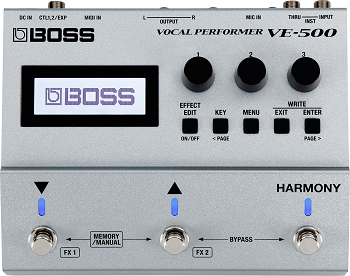 DC IN CTL1,2/EXP MIDI IN L R MIC IN THRU INPUT
OUTPUT INST
BOSS VOCAL PERFORMER VE-500
1 2 3
BOSS
EFFECT EDIT KEY MENU WRITE EXIT ENTER
ON/OFF < PAGE PAGE >
▼ ▲ HARMONY
MEMORY/MANUAL BYPASS
FX 1 FX 2